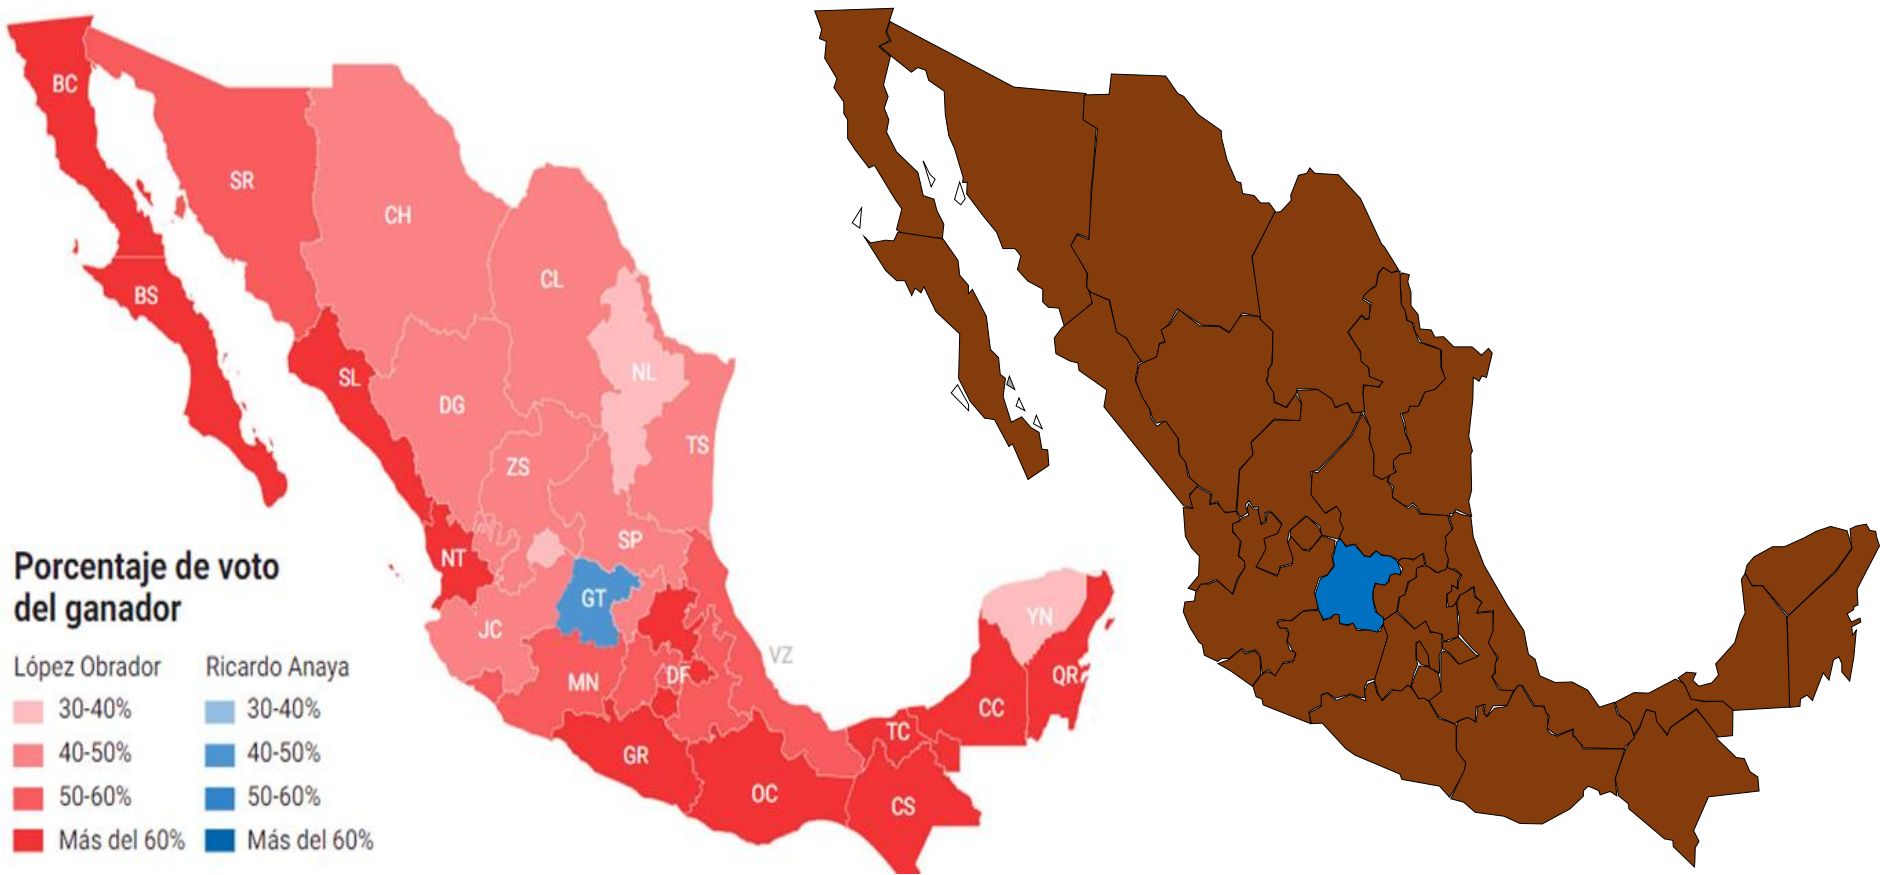 BC
SR
CH
CL
BS
NL
SL
DG
TS
ZS
SP
NT
GT
JC
YN
VZ
MN
DF
QR
CC
TC
GR
OC
CS
Porcentaje de voto
del ganador
López Obrador Ricardo Anaya
30-40% 30-40%
40-50% 40-50%
50-60% 50-60%
Más del 60% Más del 60%